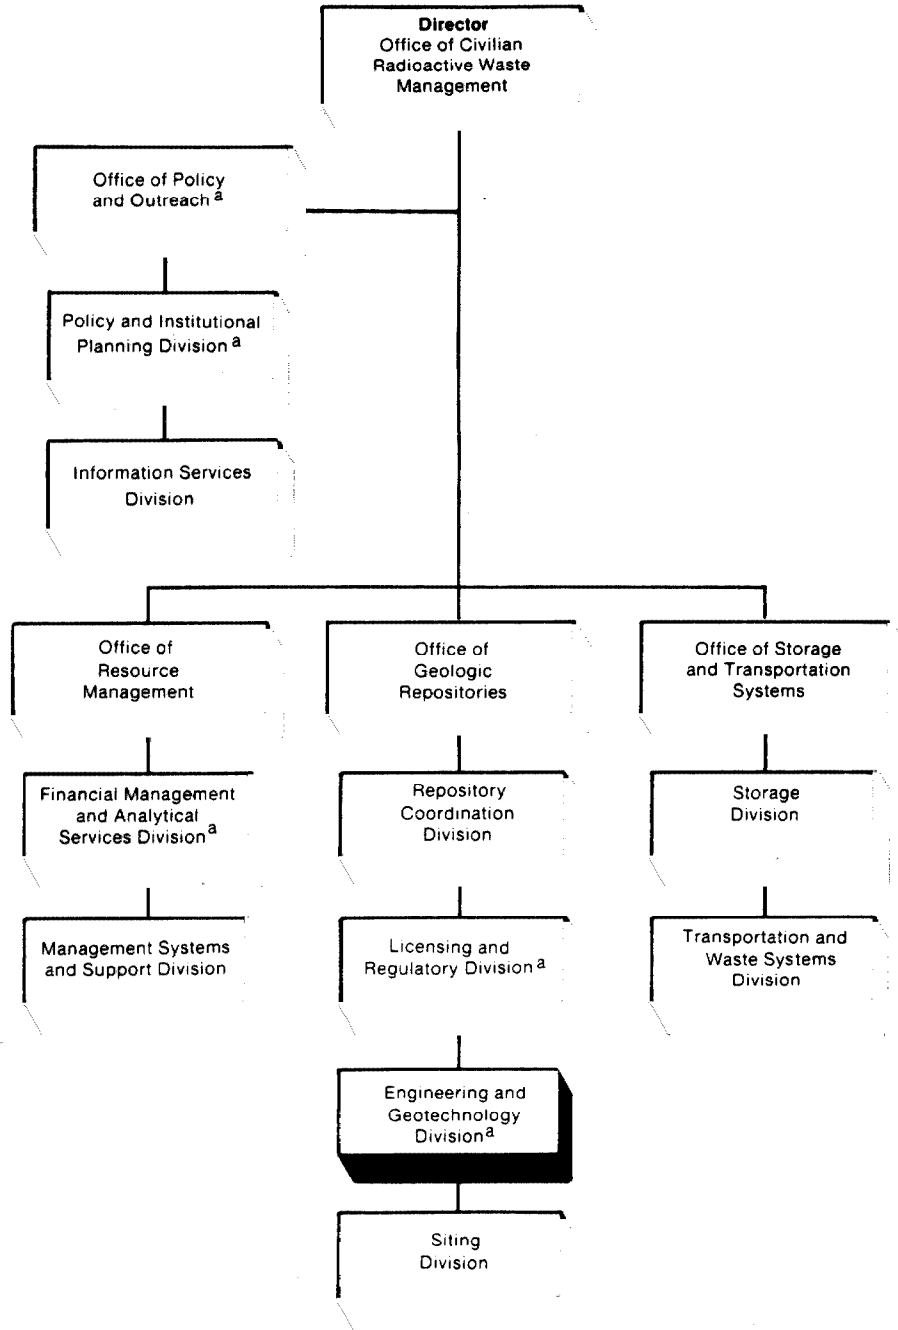 Director
Office of Civilian
Radioactive Waste
Management
Office of Policy
and Outreach a
Policy and Institutional
Planning Division a
Information Services
Division
Office of
Resource
Management
Financial Management
and Analytical
Services Division a
Management Systems
and Support Division
Office of
Geologic
Repositories
Repository
Coordination
Division
Licensing and
Regulatory Division a
Engineering and
Geotechnology
Division a
Siting
Division
Office of Storage
and Transportation
Systems
Storage
Division
Transportation and
Waste Systems
Division